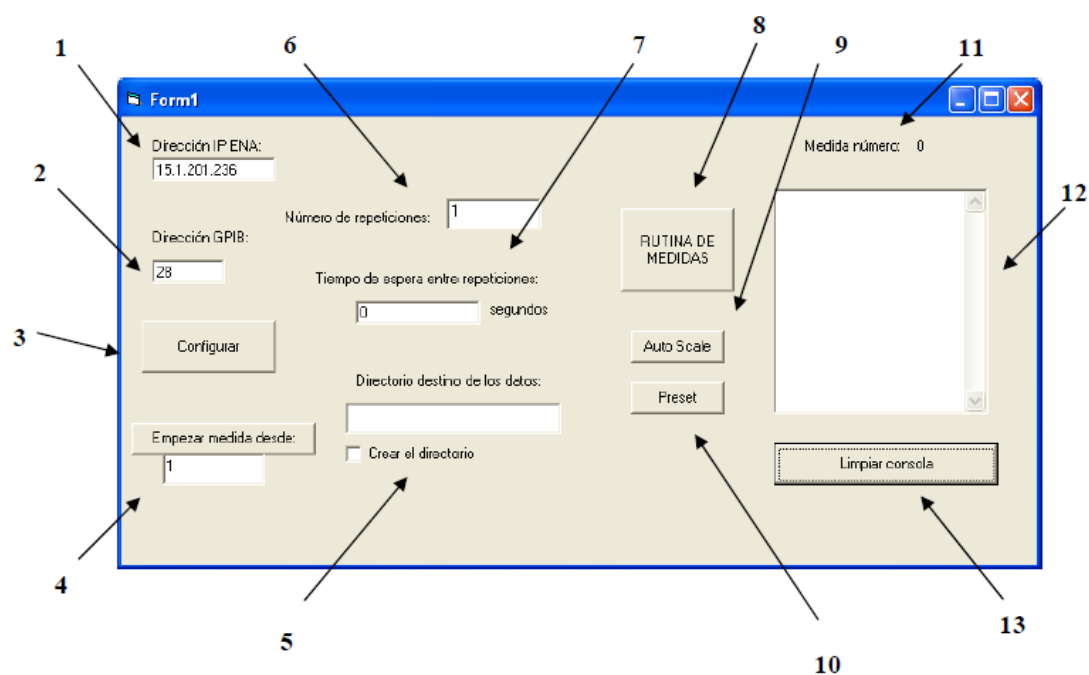 6
7
8
9
1
11
Form1
Dirección IP ENA:
15.1.201.236
Medida número: 0
2
12
Número de repeticiones: 1
Dirección GPIB:
28
RUTINA DE
MEDIDAS
Tiempo de espera entre repeticiones:
0 segundos
3
Configurar
Auto Scale
Directorio destino de los datos:
Preset
Empezar medida desde:
1
Crear el directorio
Limpiar consola
4
5
10
13